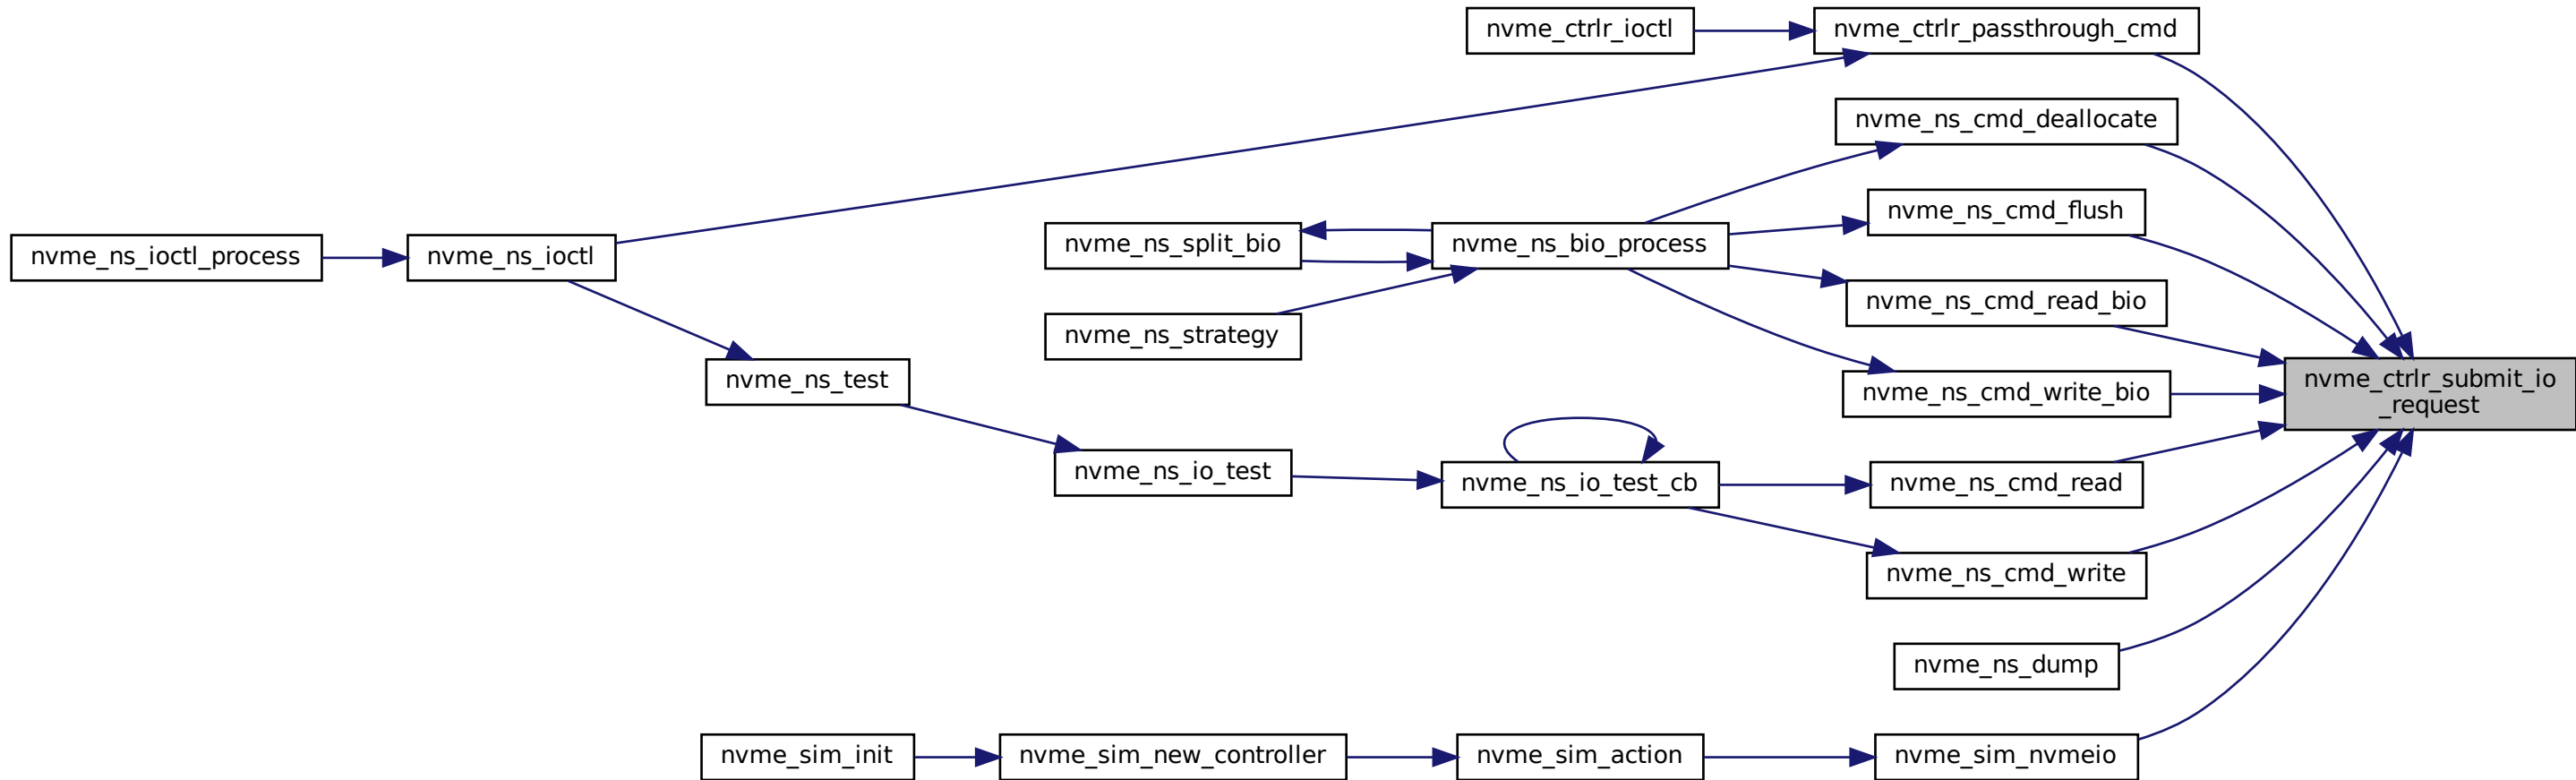 nvme_ctrlr_ioctl
nvme_ctrlr_passthrough_cmd
nvme_ns_cmd_deallocate
nvme_ns_cmd_flush
nvme_ns_split_bio
nvme_ns_bio_process
nvme_ns_ioctl_process
nvme_ns_ioctl
nvme_ns_cmd_read_bio
nvme_ns_strategy
nvme_ns_test
nvme_ns_cmd_write_bio
nvme_ctrlr_submit_io
_request
nvme_ns_io_test
nvme_ns_io_test_cb
nvme_ns_cmd_read
nvme_ns_cmd_write
nvme_ns_dump
nvme_sim_init
nvme_sim_new_controller
nvme_sim_action
nvme_sim_nvmeio